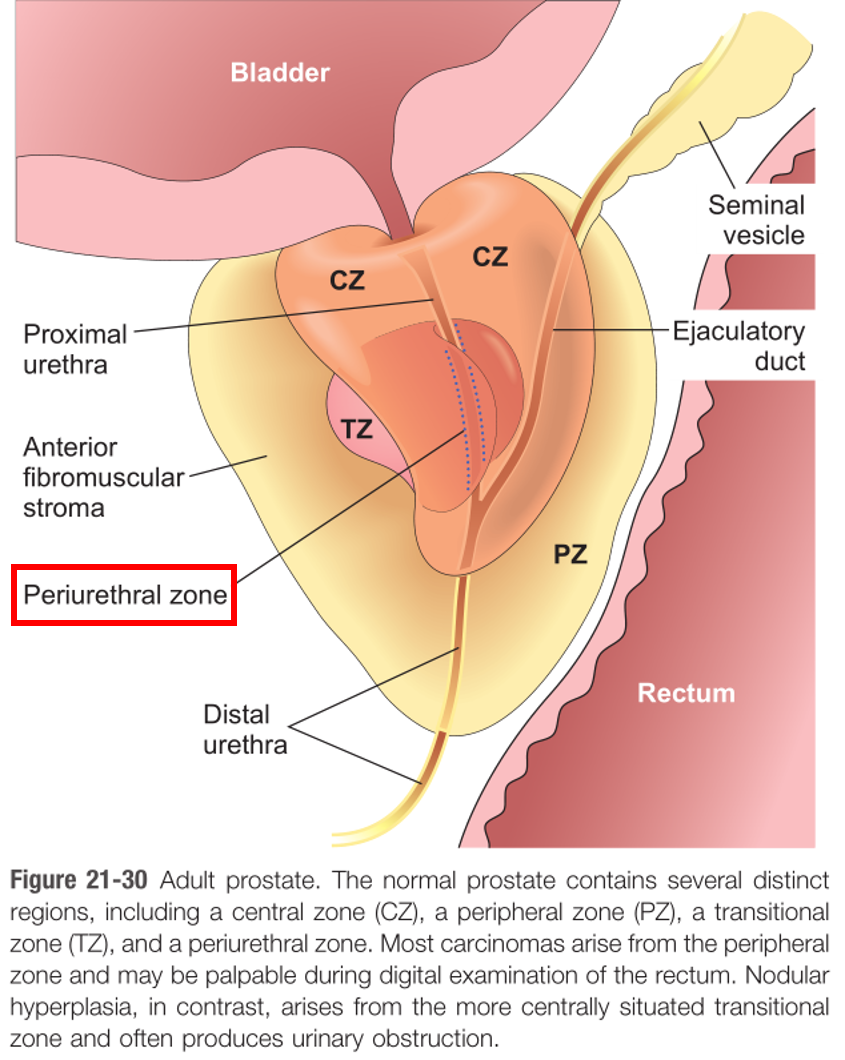 Bladder
Seminal
vesicle
CZ
CZ
Proximal
urethra
Ejaculatory
duct
TZ
Anterior
fibromuscular
stroma
PZ
Periurethral zone
Rectum
Distal
urethra
Figure 21-30 Adult prostate. The normal prostate contains several distinct
regions, including a central zone (CZ), a peripheral zone (PZ), a transitional
zone (TZ), and a periurethral zone. Most carcinomas arise from the peripheral
zone and may be palpable during digital examination of the rectum. Nodular
hyperplasia, in contrast, arises from the more centrally situated transitional
zone and often produces urinary obstruction.